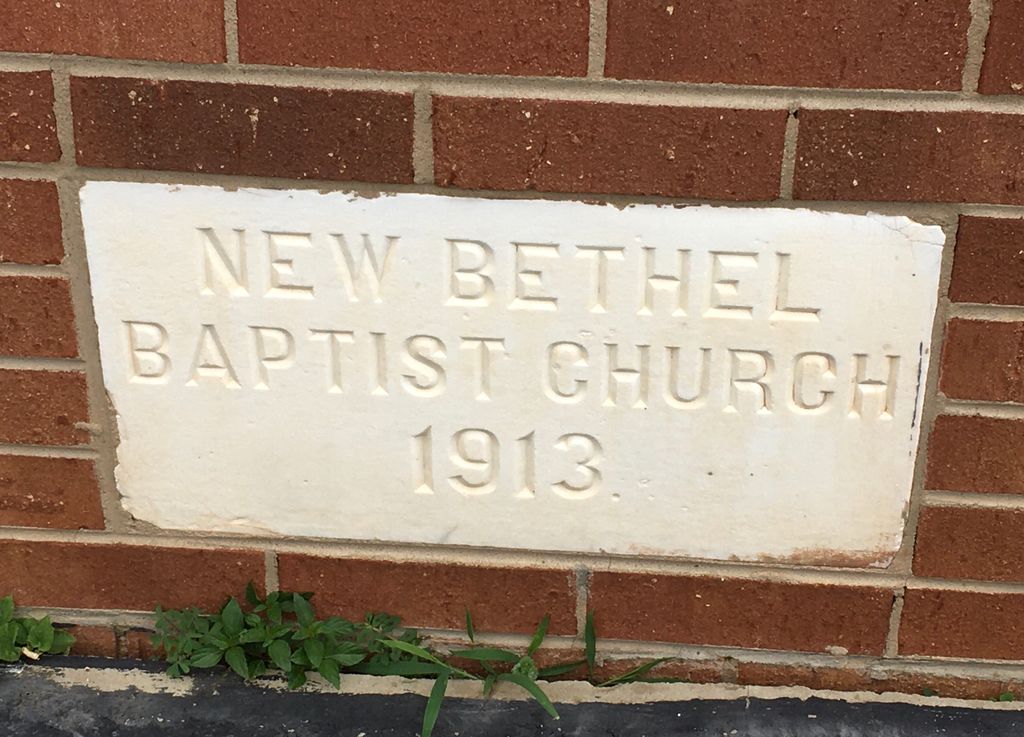 NEW BETHEL
BAPTIST CHURCH
1913.